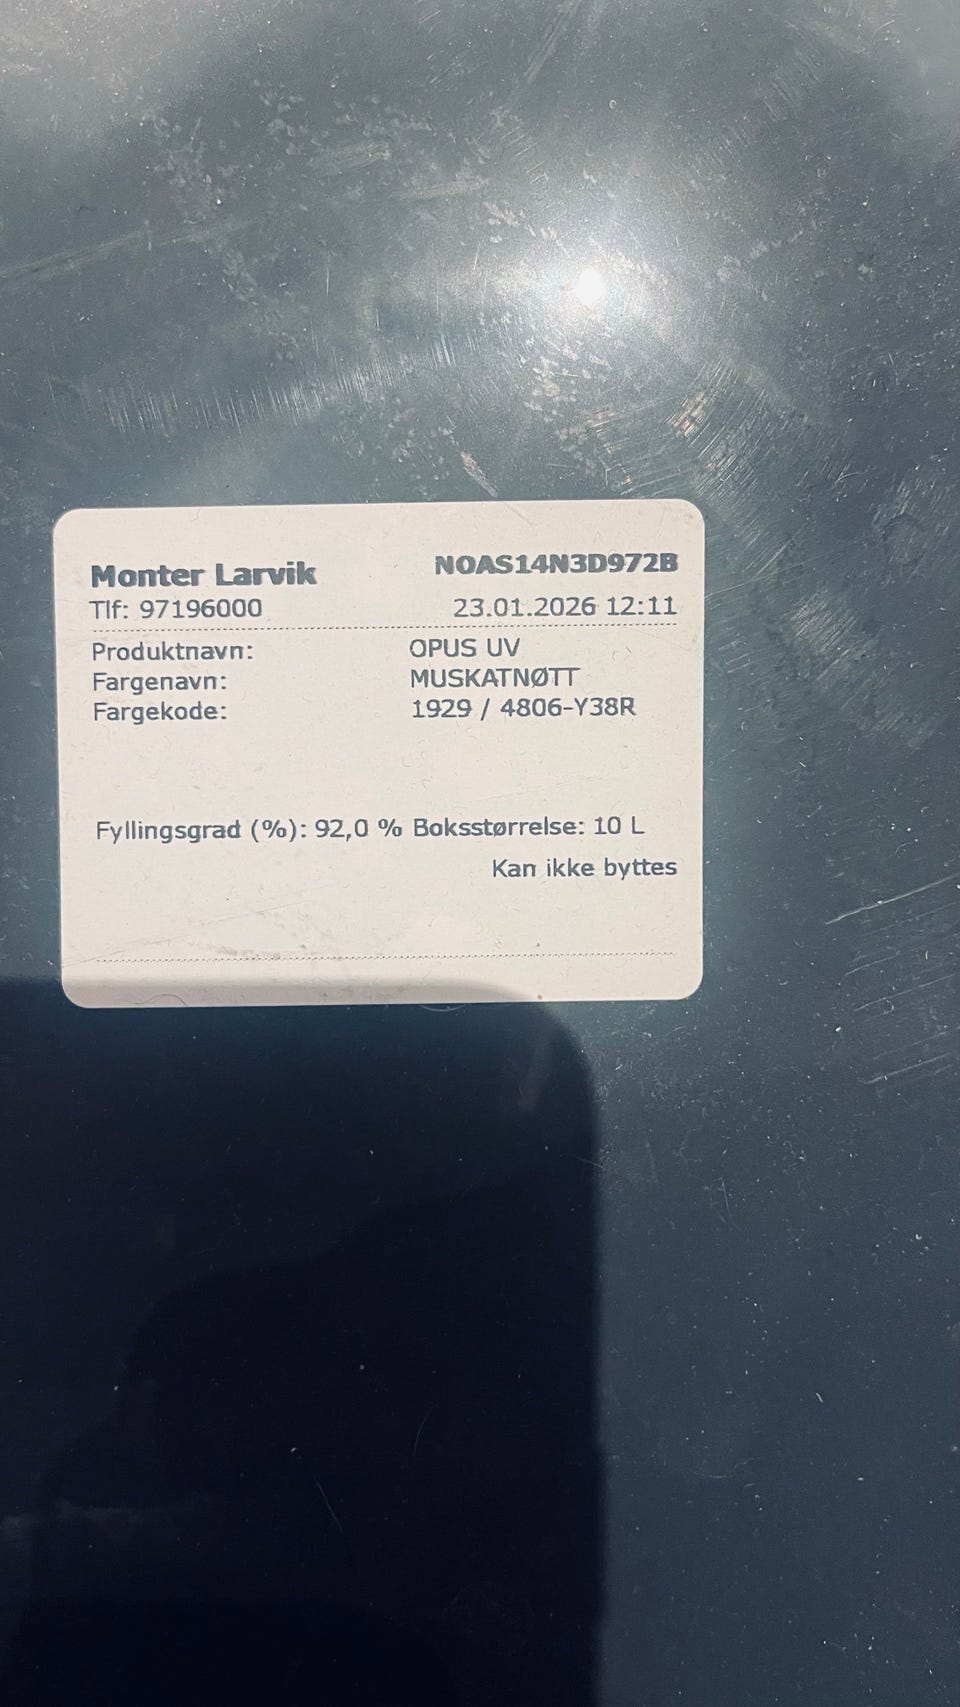 Monter Larvik NOAS14N3D972B
Tlf: 97196000 23.01.2026 12:11
Produktnavn: OPUS UV
Fargenavn: MUSKATNØTT
Fargekode: 1929 / 4806-Y38R
Fyllingsgrad (%): 92,0 % Boksstørrelse: 10 L
Kan ikke byttes